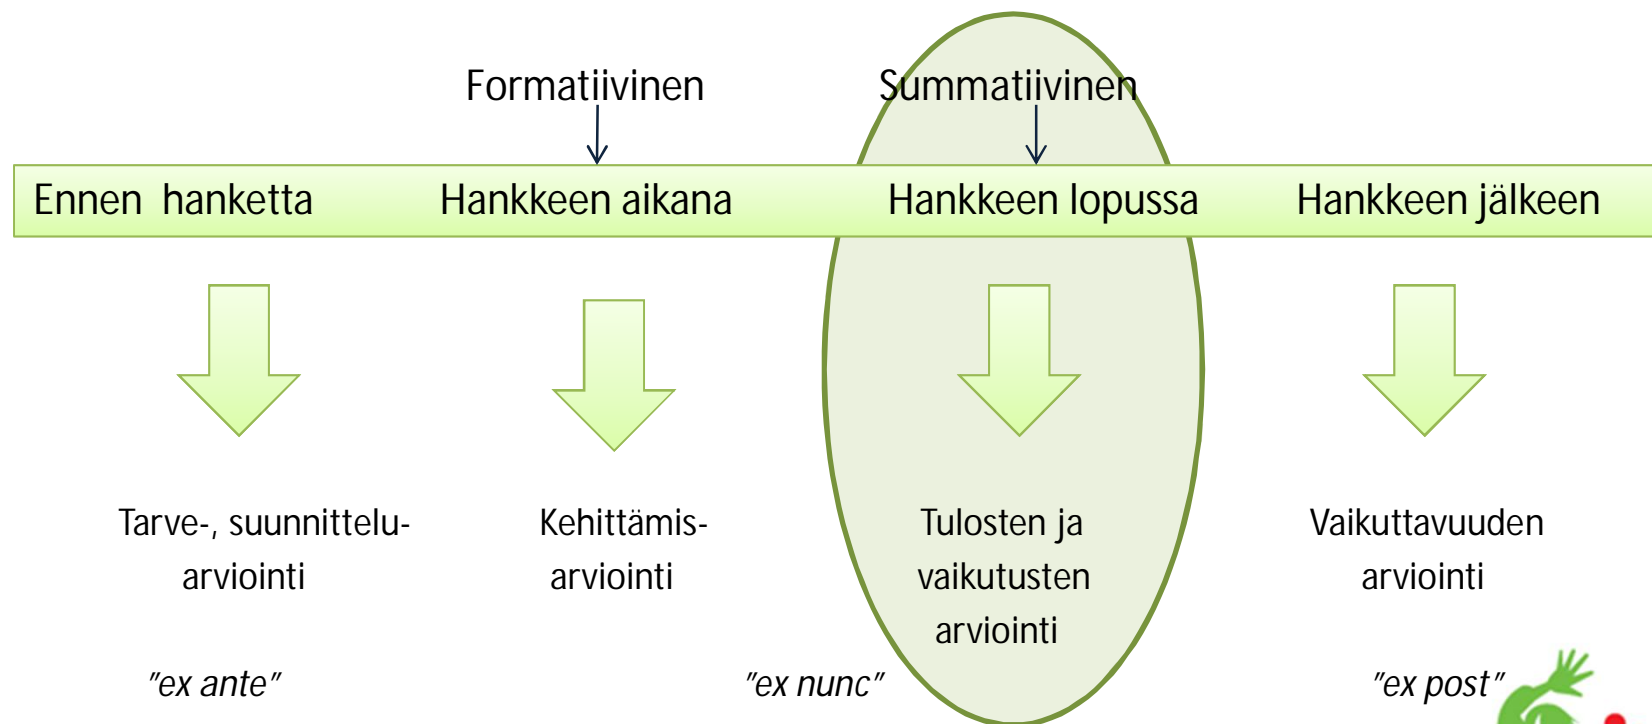 Formatiivinen
Summatiivinen
Ennen hanketta
Hankkeen aikana
Hankkeen lopussa
Hankkeen jälkeen
Tarve-, suunnittelu-
arviointi
Kehittämis-
arviointi
Tulosten ja
vaikutusten
arviointi
Vaikuttavuuden
arviointi
"ex ante"
"ex nunc"
"ex post"